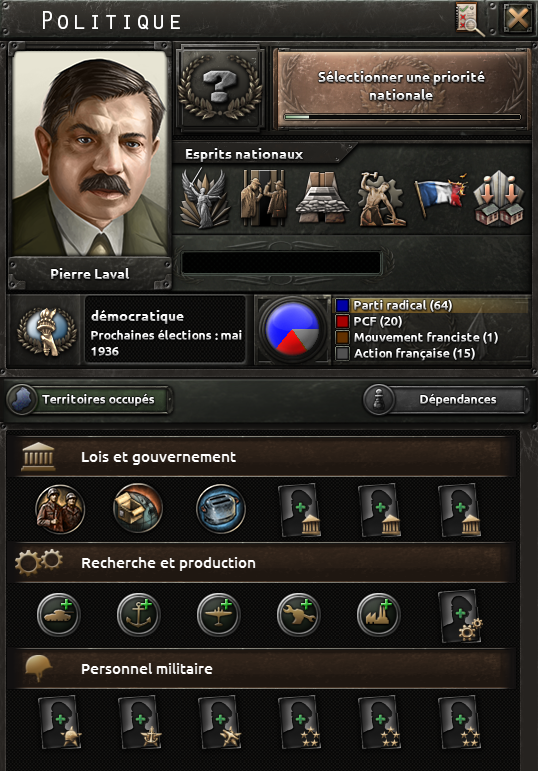 Politique
Sélectionner une priorité
nationale
Esprits nationaux
Pierre Laval
démocratique
Prochaines élections : mai
1936
Parti radical (64)
PCF (20)
Mouvement franciste (1)
Action française (15)
Territoires occupés
Dépendances
Lois et gouvernement
Recherche et production
Personnel militaire